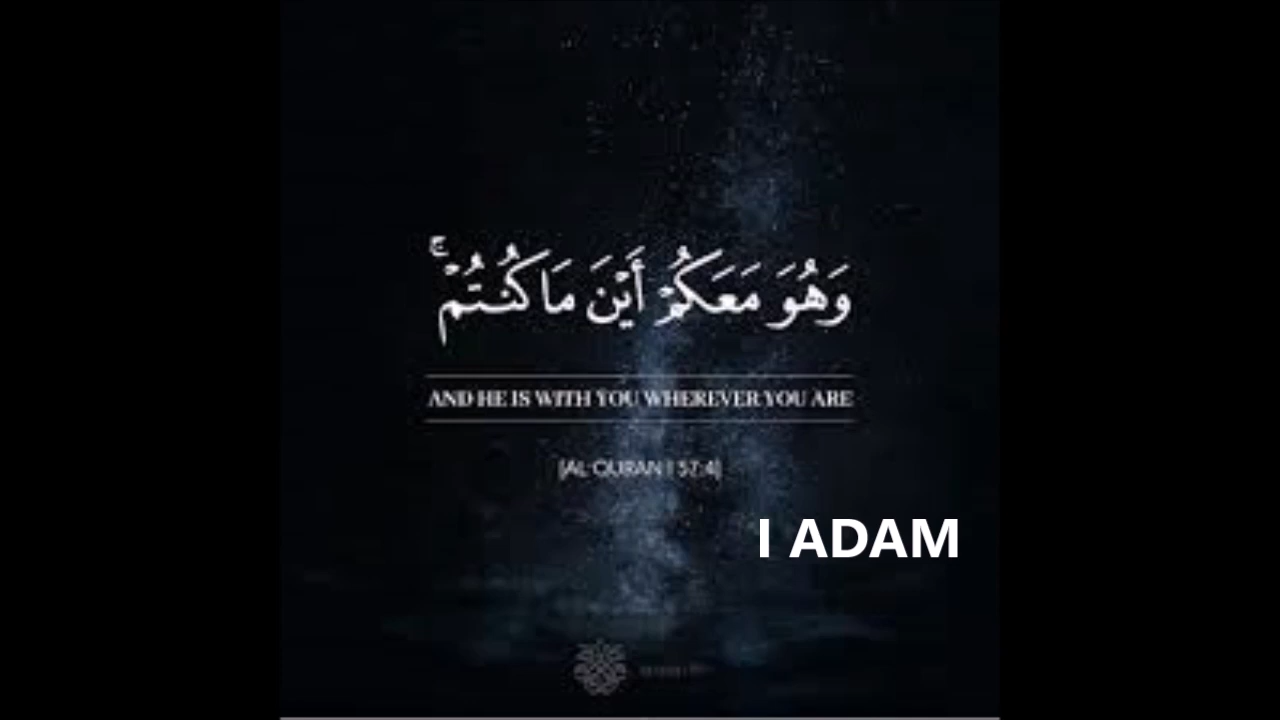 وَهُوَ مَعَكُمْ أَيْنَ مَا كُنتُمْ ۚ
AND HE IS WITH YOU WHEREVER YOU ARE
[AL-QURAN | 57:4]
I ADAM